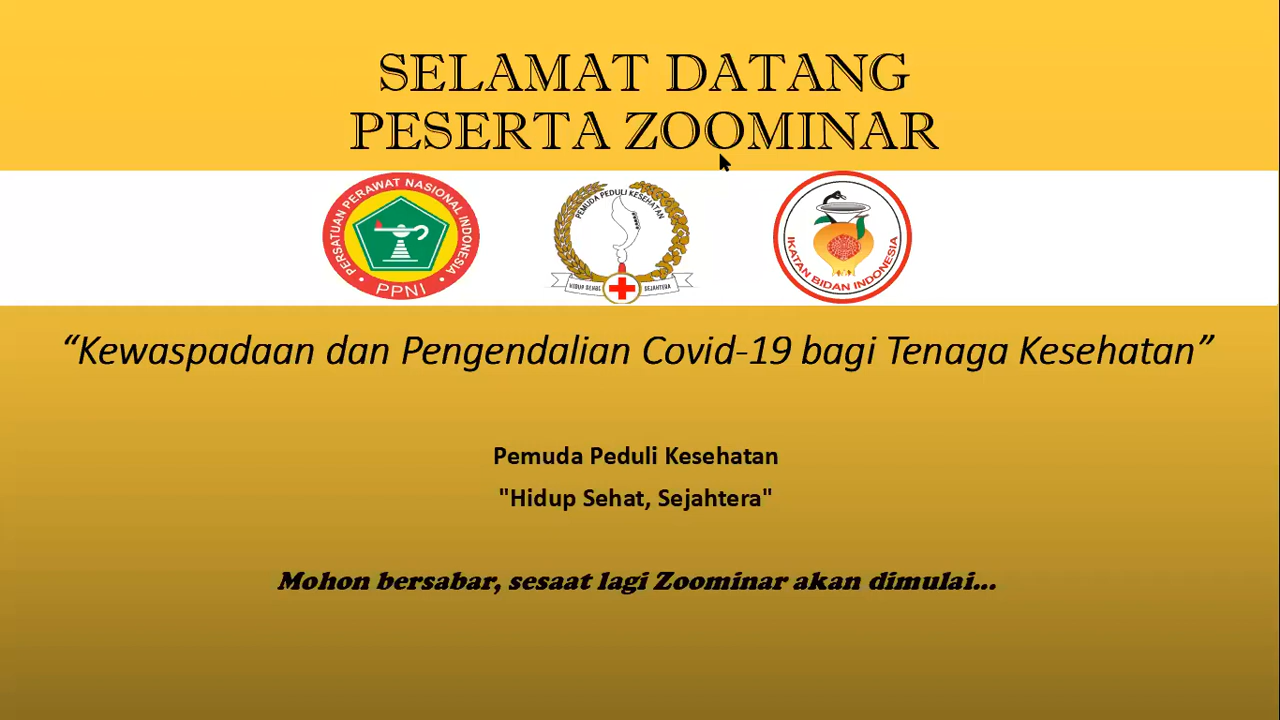 SELAMAT DATANG
PESERTA ZOOMINAR
PERSATUAN PERAWAT NASIONAL INDONESIA
PPNI
PEMUDA PEDULI KESEHATAN
HIDUP SEHAT, SEJAHTERA
IKATAN BIDAN INDONESIA
“Kewaspadaan dan Pengendalian Covid-19 bagi Tenaga Kesehatan”
Pemuda Peduli Kesehatan
"Hidup Sehat, Sejahtera"
Mohon bersabar, sesaat lagi Zoominar akan dimulai...